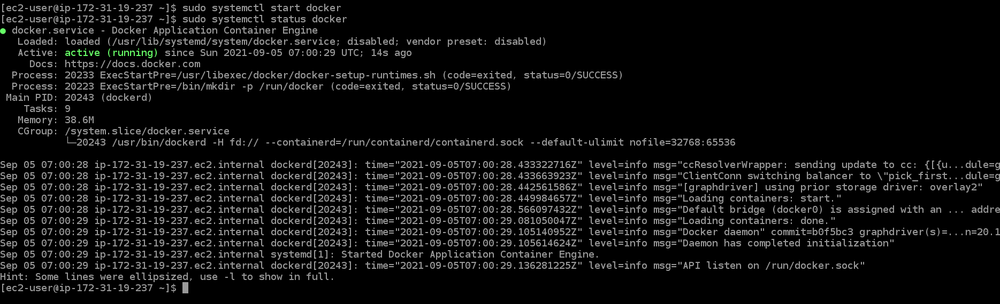 [ec2-user@ip-172-31-19-237 ~]$ sudo systemctl start docker
[ec2-user@ip-172-31-19-237 ~]$ sudo systemctl status docker
● docker.service - Docker Application Container Engine
   Loaded: loaded (/usr/lib/systemd/system/docker.service; disabled; vendor preset: disabled)
   Active: active (running) since Sun 2021-09-05 07:00:29 UTC; 14s ago
     Docs: https://docs.docker.com
  Process: 20233 ExecStartPre=/usr/libexec/docker/docker-setup-runtimes.sh (code=exited, status=0/SUCCESS)
  Process: 20223 ExecStartPre=/bin/mkdir -p /run/docker (code=exited, status=0/SUCCESS)
 Main PID: 20243 (dockerd)
    Tasks: 9
   Memory: 38.6M
   CGroup: /system.slice/docker.service
           └─20243 /usr/bin/dockerd -H fd:// --containerd=/run/containerd/containerd.sock --default-ulimit nofile=32768:65536
Sep 05 07:00:28 ip-172-31-19-237.ec2.internal dockerd[20243]: time="2021-09-05T07:00:28.433322716Z" level=info msg="ccResolverWrapper: sending update to cc: {[{u...dule=g
Sep 05 07:00:28 ip-172-31-19-237.ec2.internal dockerd[20243]: time="2021-09-05T07:00:28.433663923Z" level=info msg="ClientConn switching balancer to \"pick_first...dule=g
Sep 05 07:00:28 ip-172-31-19-237.ec2.internal dockerd[20243]: time="2021-09-05T07:00:28.442561586Z" level=info msg="[graphdriver] using prior storage driver: overlay2"
Sep 05 07:00:28 ip-172-31-19-237.ec2.internal dockerd[20243]: time="2021-09-05T07:00:28.449984657Z" level=info msg="Loading containers: start."
Sep 05 07:00:28 ip-172-31-19-237.ec2.internal dockerd[20243]: time="2021-09-05T07:00:28.566097432Z" level=info msg="Default bridge (docker0) is assigned with an ... addre
Sep 05 07:00:29 ip-172-31-19-237.ec2.internal dockerd[20243]: time="2021-09-05T07:00:29.081050047Z" level=info msg="Loading containers: done."
Sep 05 07:00:29 ip-172-31-19-237.ec2.internal dockerd[20243]: time="2021-09-05T07:00:29.105140952Z" level=info msg="Docker daemon" commit=b0f5bc3 graphdriver(s)=...n=20.1
Sep 05 07:00:29 ip-172-31-19-237.ec2.internal dockerd[20243]: time="2021-09-05T07:00:29.105614624Z" level=info msg="Daemon has completed initialization"
Sep 05 07:00:29 ip-172-31-19-237.ec2.internal systemd[1]: Started Docker Application Container Engine.
Sep 05 07:00:29 ip-172-31-19-237.ec2.internal dockerd[20243]: time="2021-09-05T07:00:29.136281225Z" level=info msg="API listen on /run/docker.sock"
Hint: Some lines were ellipsized, use -l to show in full.
[ec2-user@ip-172-31-19-237 ~]$